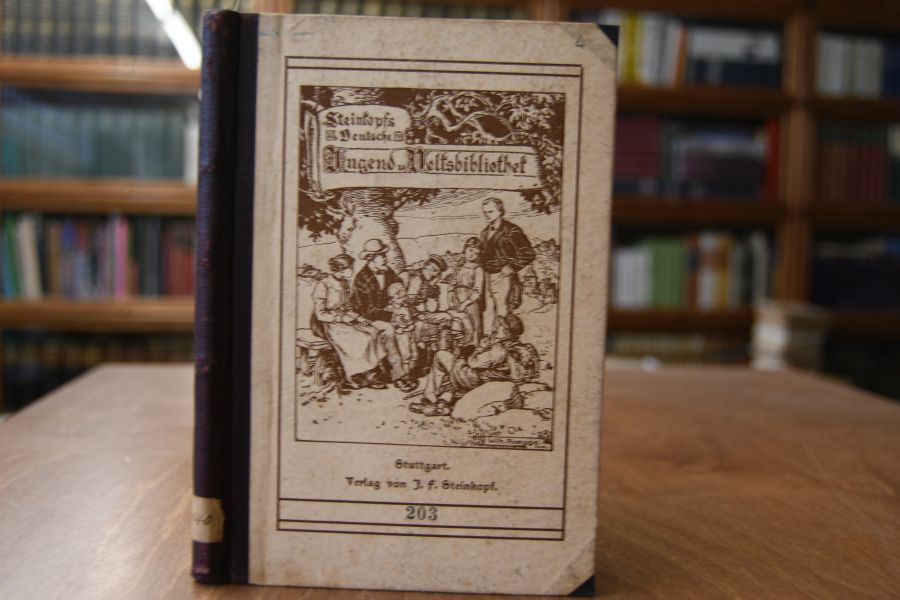 Steinkopfs
Deutsche
Jugend u. Volksbibliothek
Stuttgart.
Verlag von J. F. Steinkopf.
203